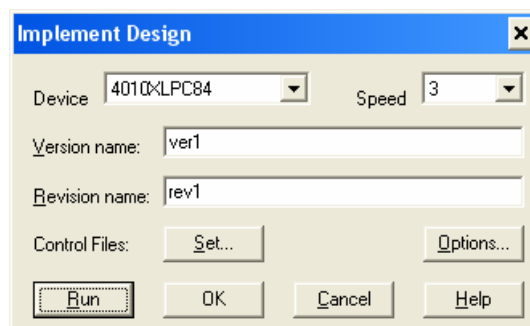 Implement Design
Device 4010XLPC84 Speed 3
Version name: ver1
Revision name: rev1
Control Files: Set... Options...
Run OK Cancel Help